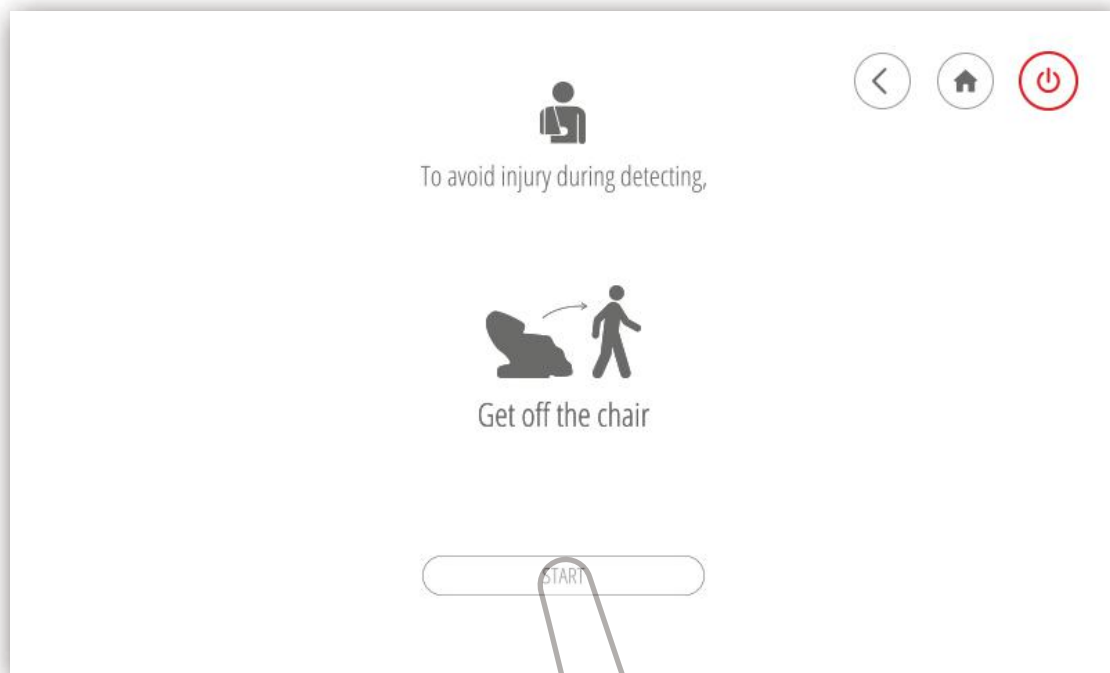 To avoid injury during detecting,
Get off the chair
START